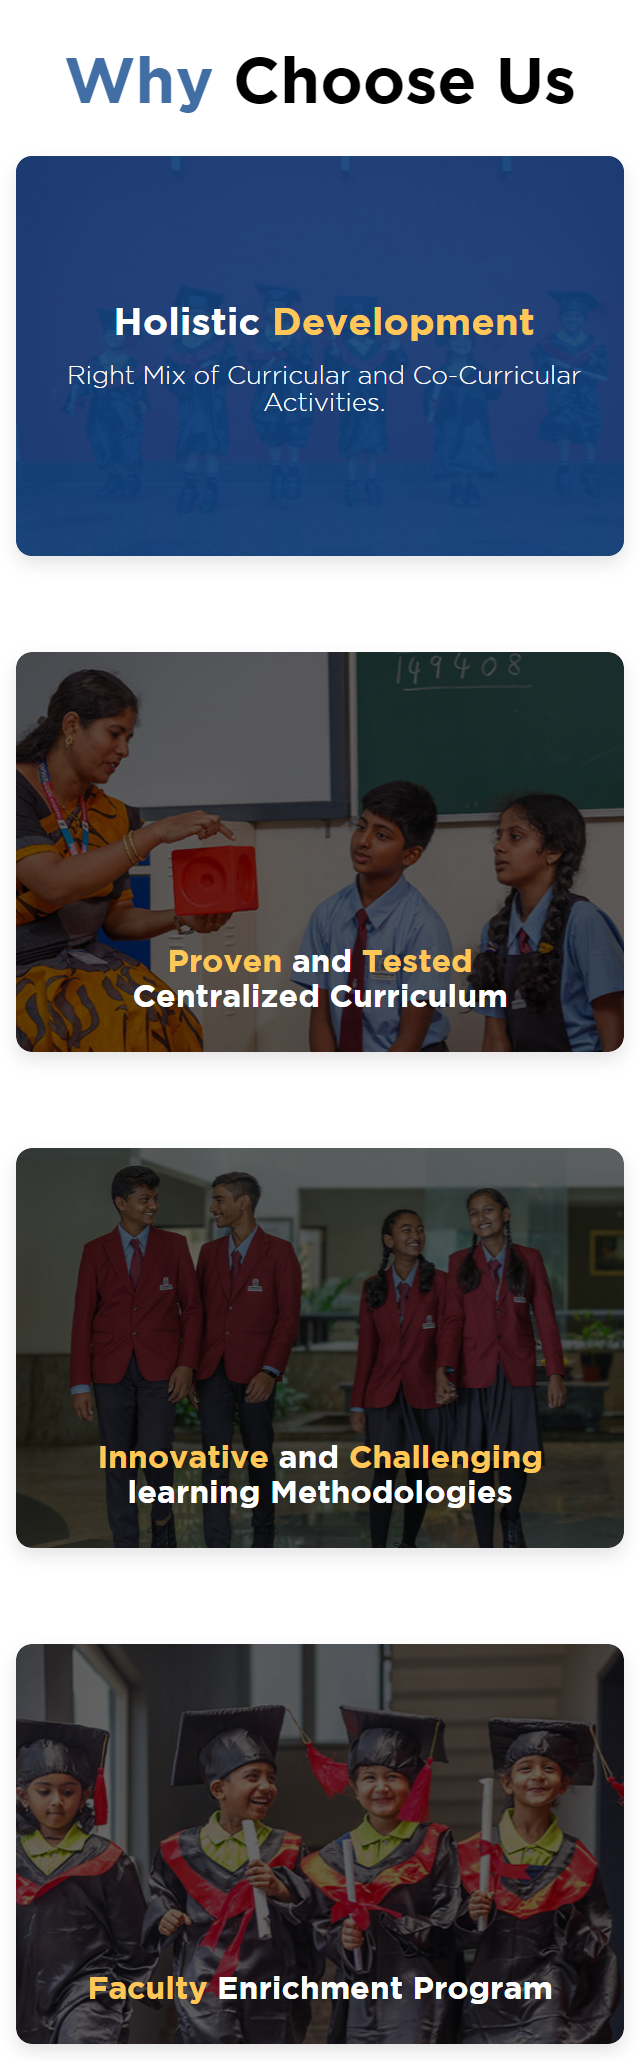 Why Choose Us
Holistic Development
Right Mix of Curricular and Co-Curricular
Activities.
149408
Proven and Tested
Centralized Curriculum
Innovative and Challenging
learning Methodologies
Faculty Enrichment Program